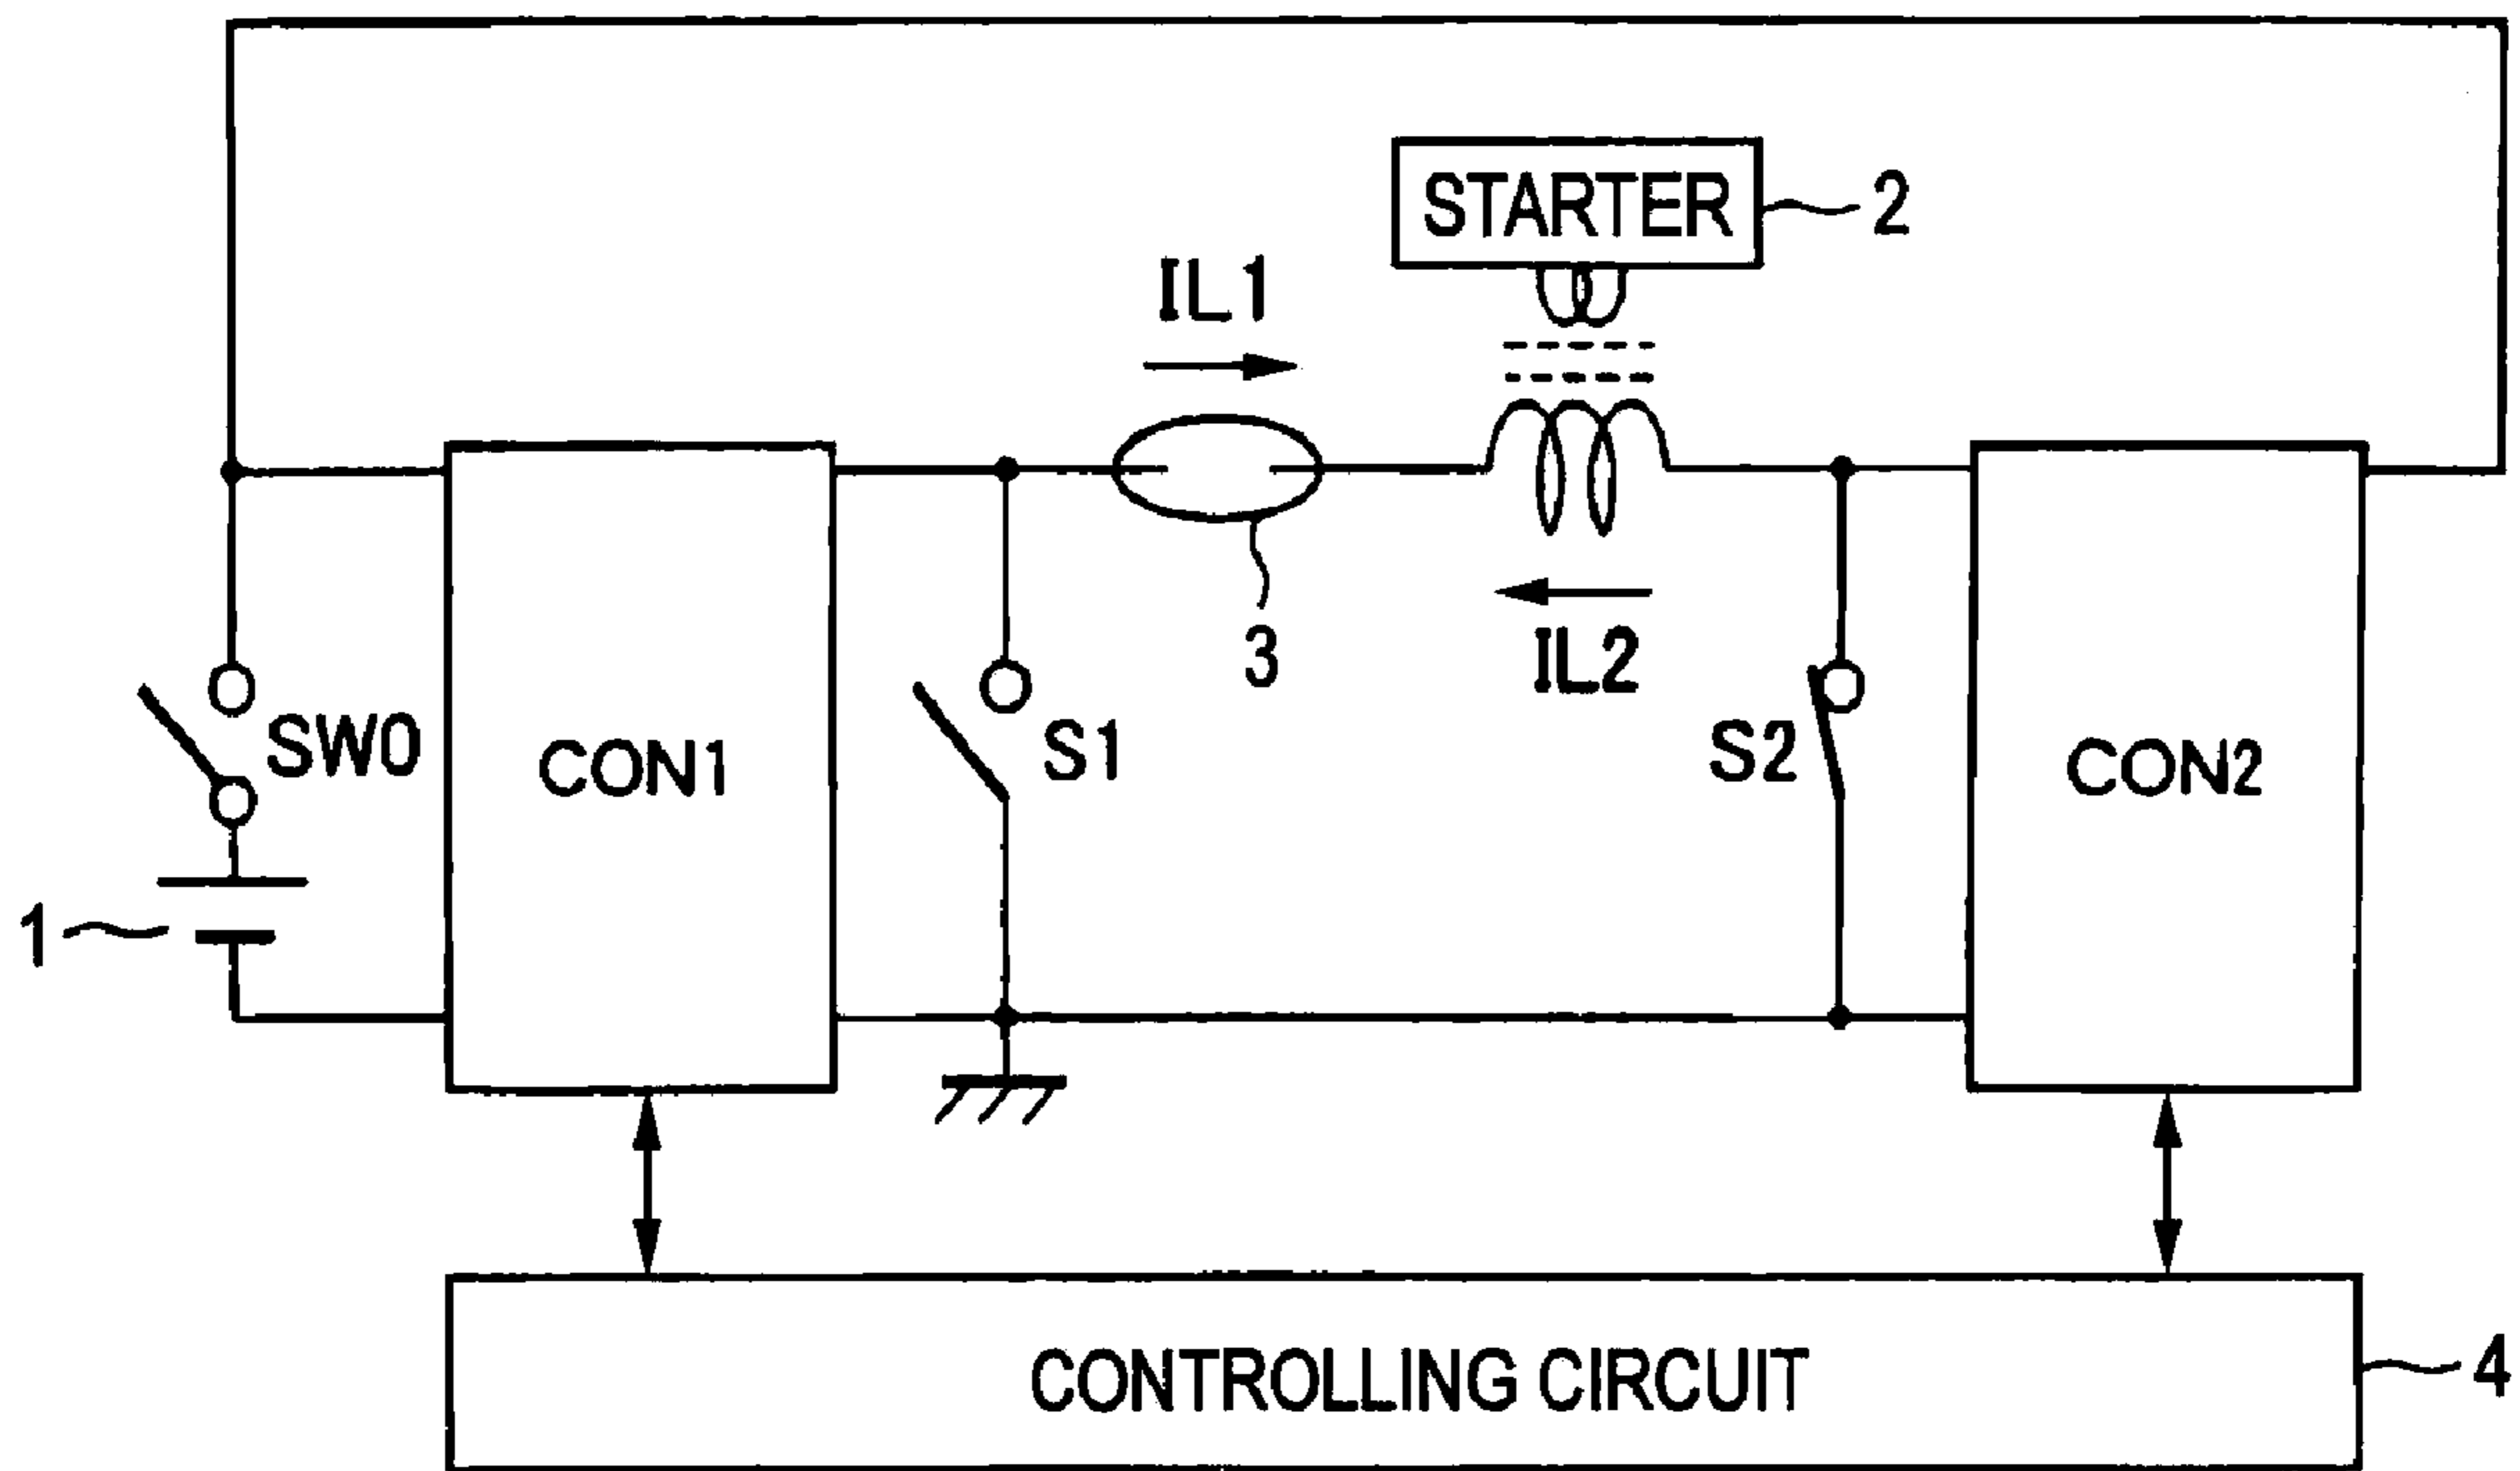 STARTER
2
IL1
3
IL2
SW0
CON1
S1
S2
CON2
1
CONTROLLING CIRCUIT
4